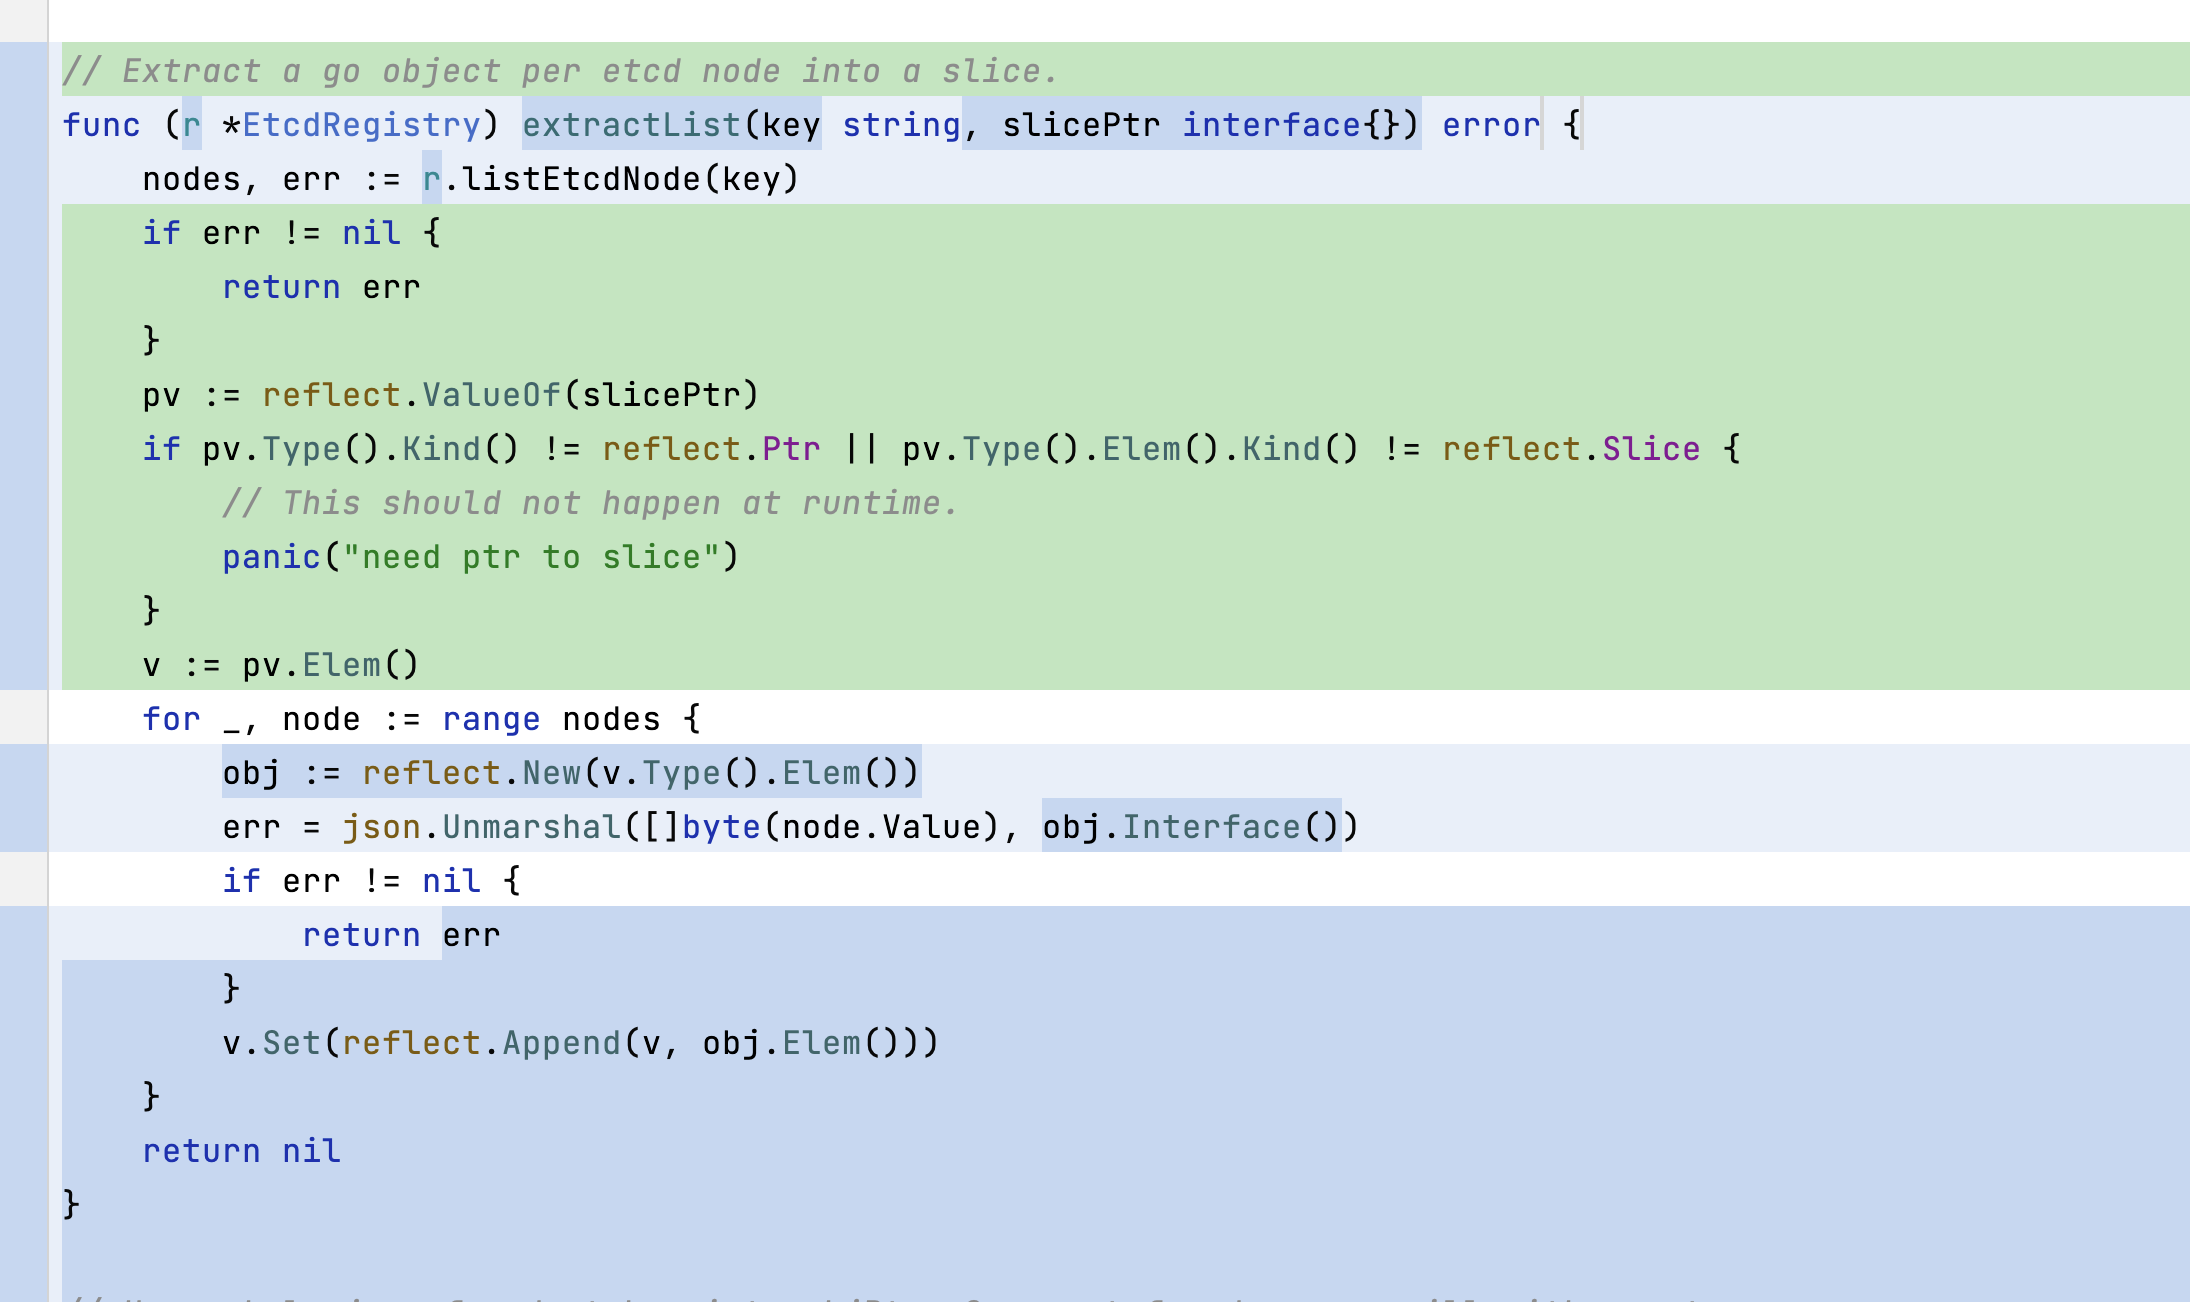 // Extract a go object per etcd node into a slice.
func (r *EtcdRegistry) extractList(key string, slicePtr interface{}) error {
    nodes, err := r.listEtcdNode(key)
    if err != nil {
        return err
    }
    pv := reflect.ValueOf(slicePtr)
    if pv.Type().Kind() != reflect.Ptr || pv.Type().Elem().Kind() != reflect.Slice {
        // This should not happen at runtime.
        panic("need ptr to slice")
    }
    v := pv.Elem()
    for _, node := range nodes {
        obj := reflect.New(v.Type().Elem())
        err = json.Unmarshal([]byte(node.Value), obj.Interface())
        if err != nil {
            return err
        }
        v.Set(reflect.Append(v, obj.Elem()))
    }
    return nil
}